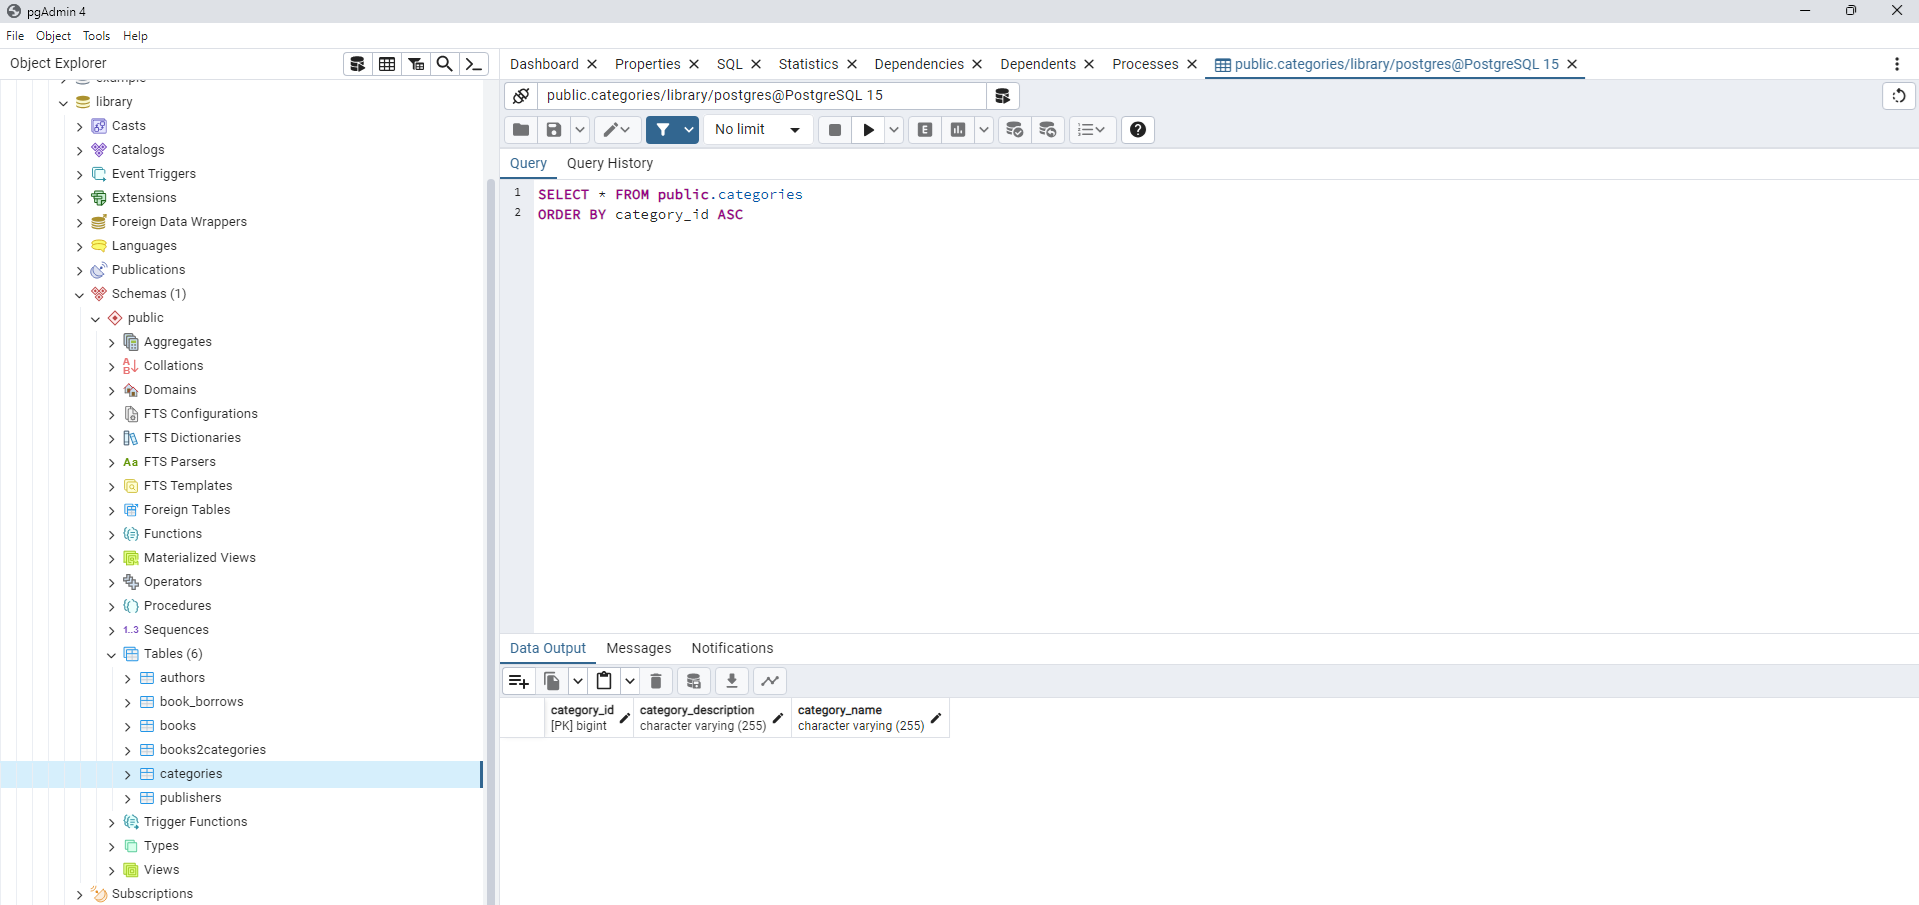 pgAdmin 4
File Object Tools Help
Object Explorer
example
library
Casts
Catalogs
Event Triggers
Extensions
Foreign Data Wrappers
Languages
Publications
Schemas (1)
public
Aggregates
Collations
Domains
FTS Configurations
FTS Dictionaries
Aa FTS Parsers
FTS Templates
Foreign Tables
Functions
Materialized Views
Operators
Procedures
1..3 Sequences
Tables (6)
authors
book_borrows
books
books2categories
categories
publishers
Trigger Functions
Types
Views
Subscriptions
Dashboard Properties SQL Statistics Dependencies Dependents Processes public.categories/library/postgres@PostgreSQL 15
public.categories/library/postgres@PostgreSQL 15
No limit E
Query Query History
1 SELECT * FROM public.categories
2 ORDER BY category_id ASC
Data Output Messages Notifications
category_id category_description category_name
[PK] bigint character varying (255) character varying (255)